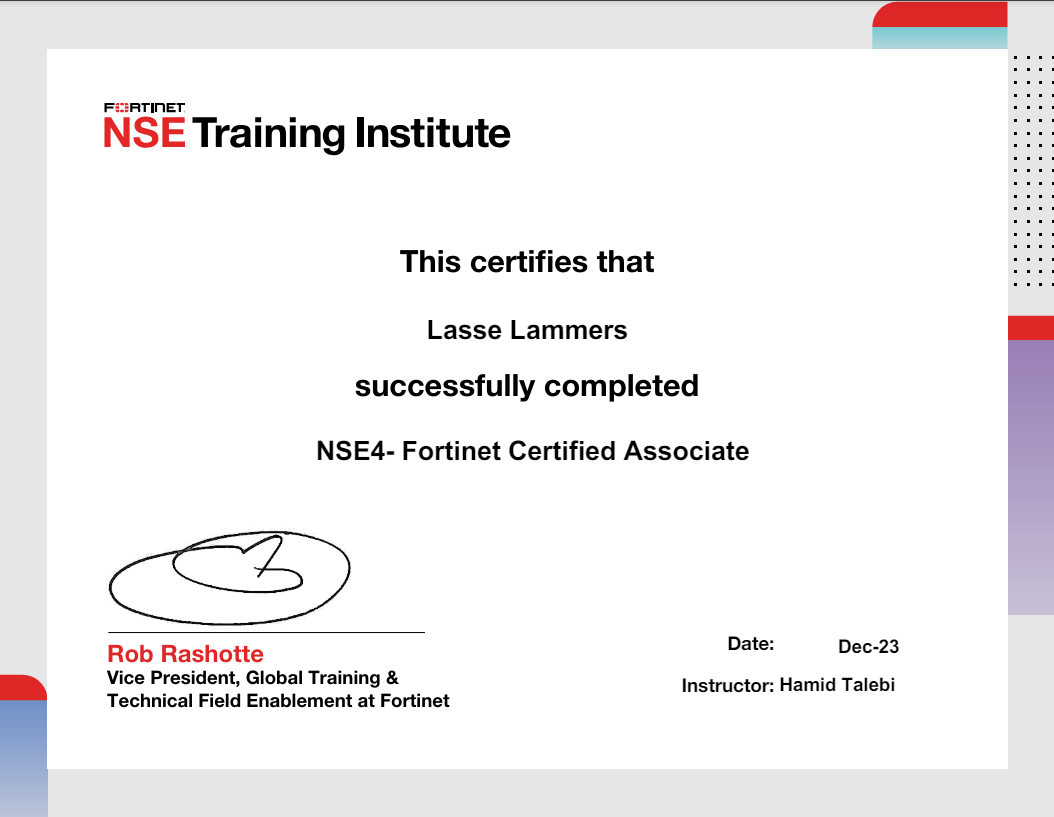 FORTINET
NSE Training Institute
This certifies that
Lasse Lammers
successfully completed
NSE4- Fortinet Certified Associate
Rob Rashotte
Vice President, Global Training &
Technical Field Enablement at Fortinet
Date: Dec-23
Instructor: Hamid Talebi